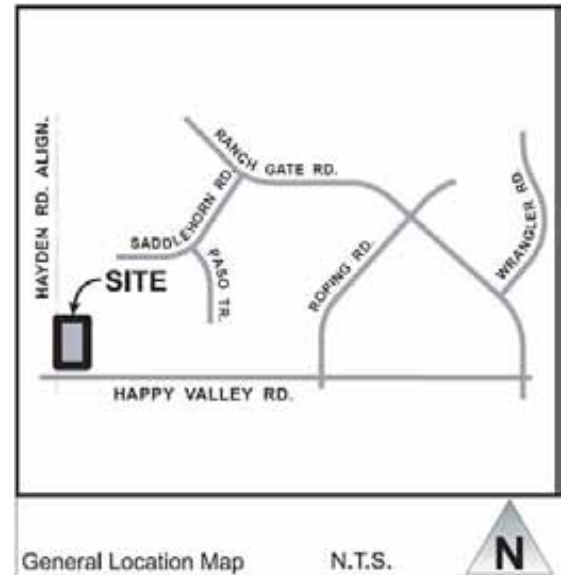 HAYDEN RD. ALIGN.
RANCH GATE RD.
SADDLEHORN RD.
PASO TR.
ROPING RD.
WRANGLER RD.
SITE
HAPPY VALLEY RD.
General Location Map
N.T.S.
N